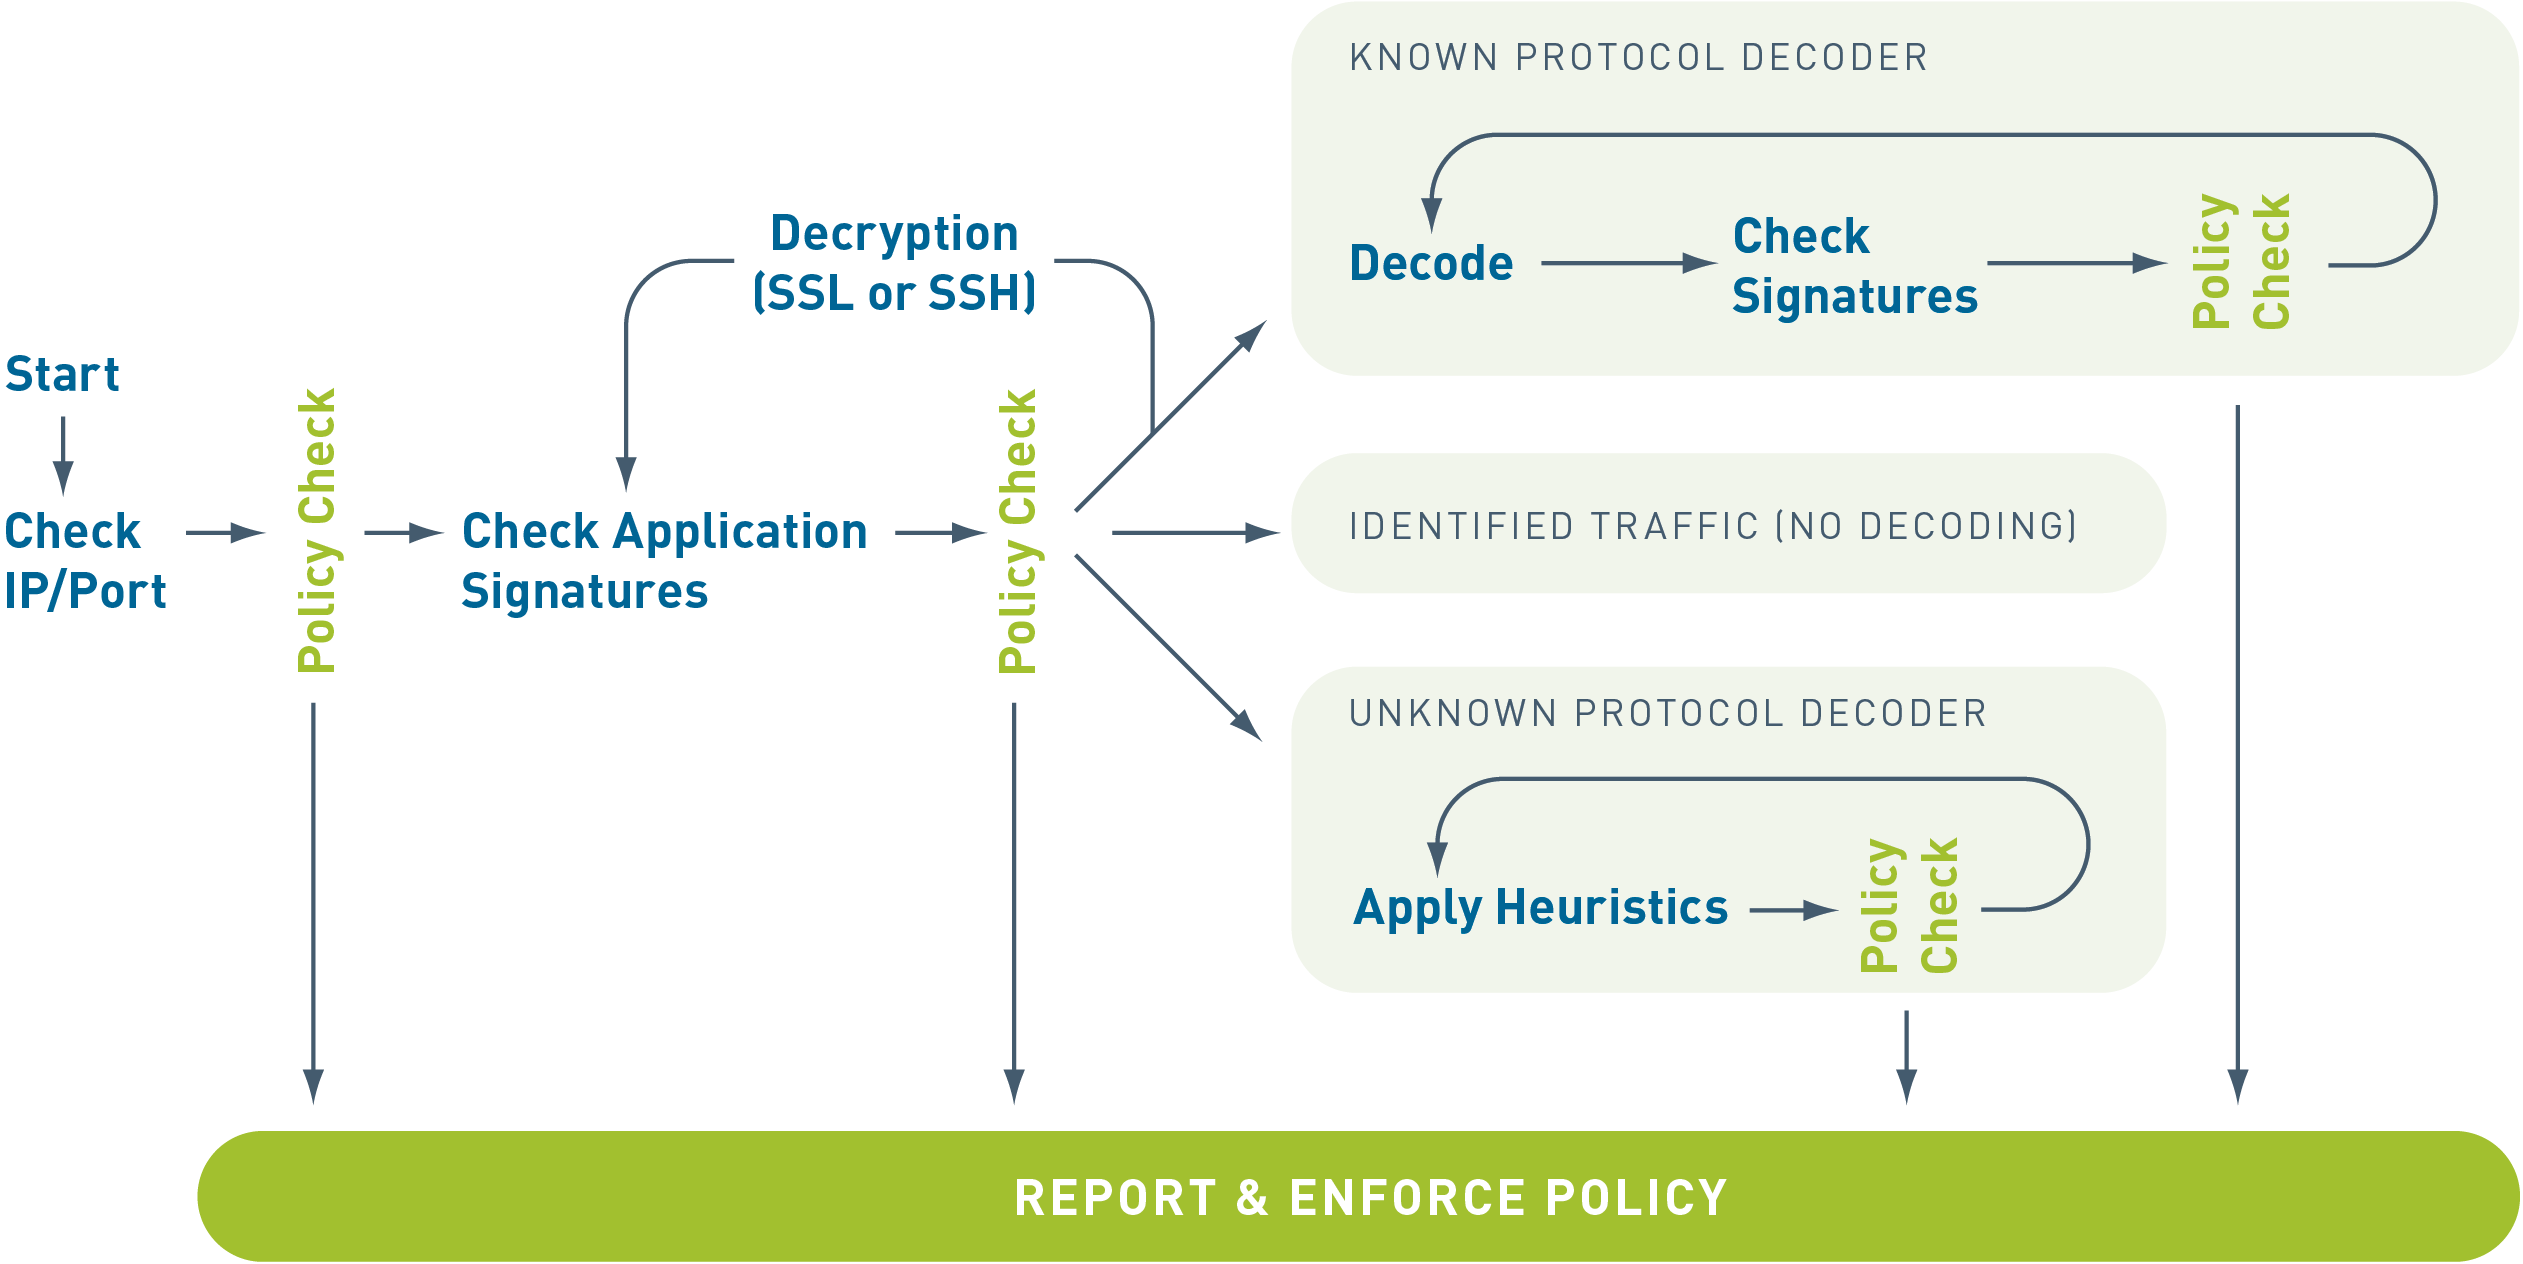 Start
Check
IP/Port
Policy Check
Check Application
Signatures
Decryption
(SSL or SSH)
Policy Check
KNOWN PROTOCOL DECODER
Decode
Check
Signatures
Policy
Check
IDENTIFIED TRAFFIC (NO DECODING)
UNKNOWN PROTOCOL DECODER
Apply Heuristics
Policy
Check
REPORT & ENFORCE POLICY